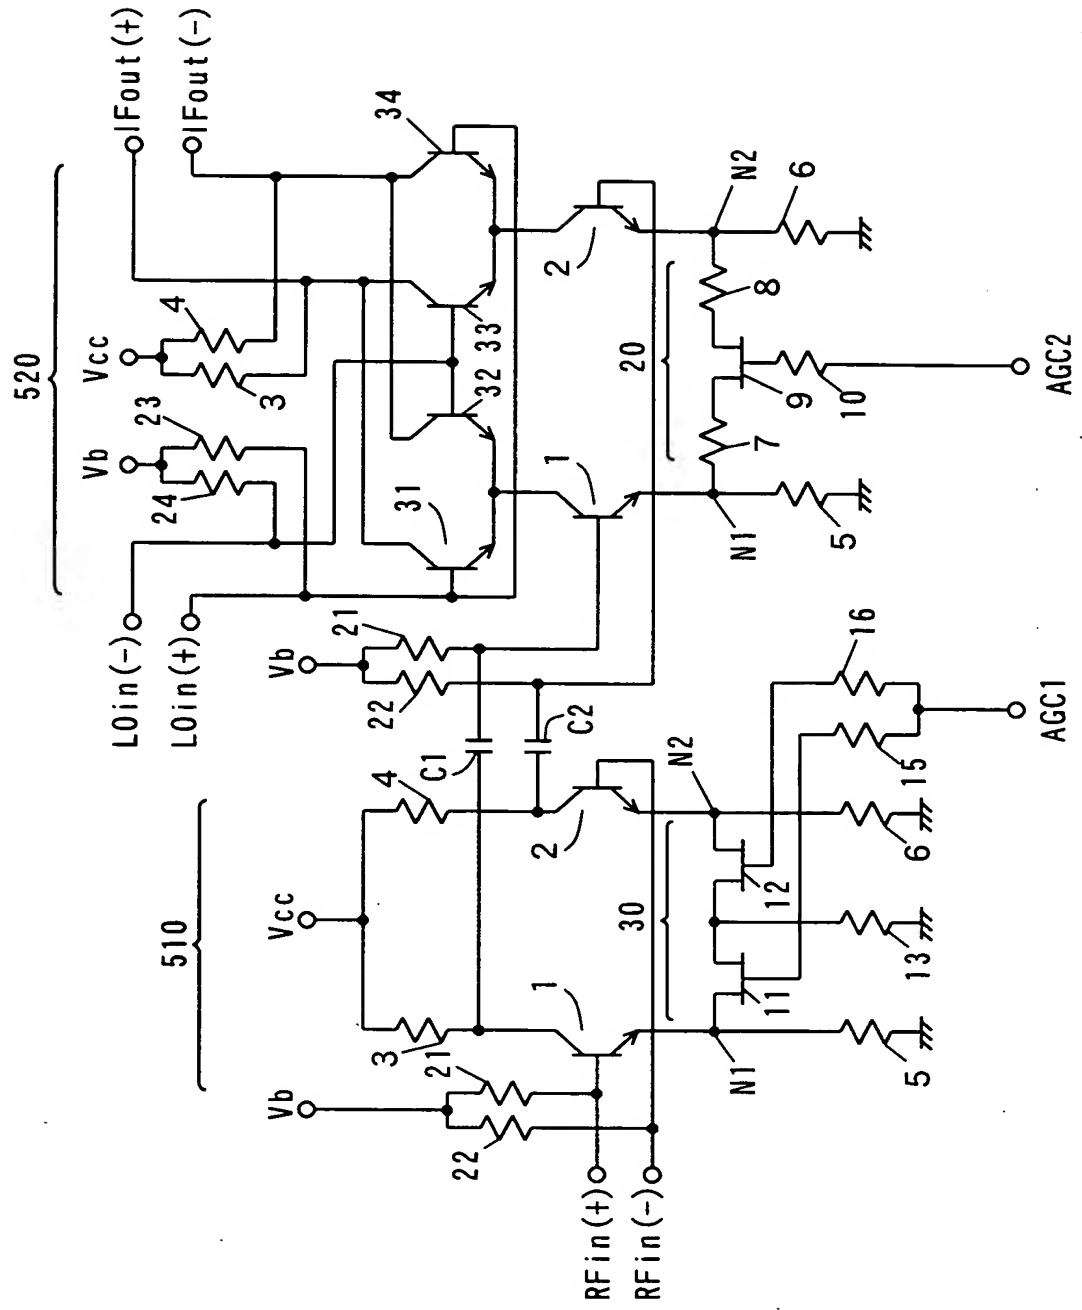 520
IFout(+)
IFout(-)
34
Vcc
4
3
Vb
23
24
33
32
31
LOin(-)
LOin(+)
2
1
N2
6
8
20
9
7
10
N1
5
AGC2
Vb
21
22
C1
C2
510
Vcc
4
3
2
1
N2
30
12
11
6
13
16
15
AGC1
Vb
21
22
N1
5
RFin(+)
RFin(-)